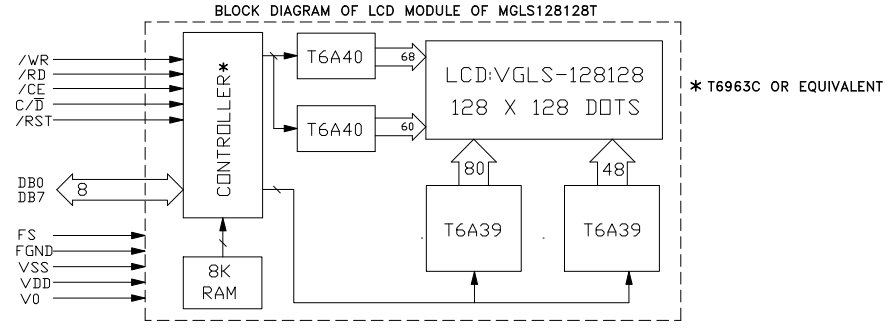 BLOCK DIAGRAM OF LCD MODULE OF MGLS128128T
/WR
/RD
/CE
C/D̅
/RST
DB0
DB7
8
FS
FGND
VSS
VDD
V0
CONTROLLER*
8K
RAM
T6A40
68
T6A40
60
LCD:VGLS-128128
128 X 128 DOTS
80
48
T6A39
T6A39
* T6963C OR EQUIVALENT